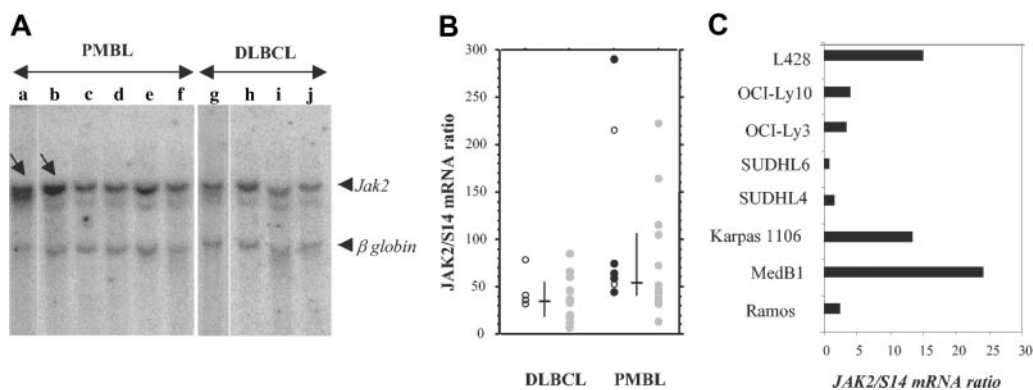 A
PMBL DLBCL
a b c d e f g h i j
Jak2
β globin
B
JAK2/S14 mRNA ratio
300
250
200
150
100
50
0
DLBCL PMBL
C
L428
OCI-Ly10
OCI-Ly3
SUDHL6
SUDHL4
Karpas 1106
MedB1
Ramos
0 5 10 15 20 25 30
JAK2/S14 mRNA ratio